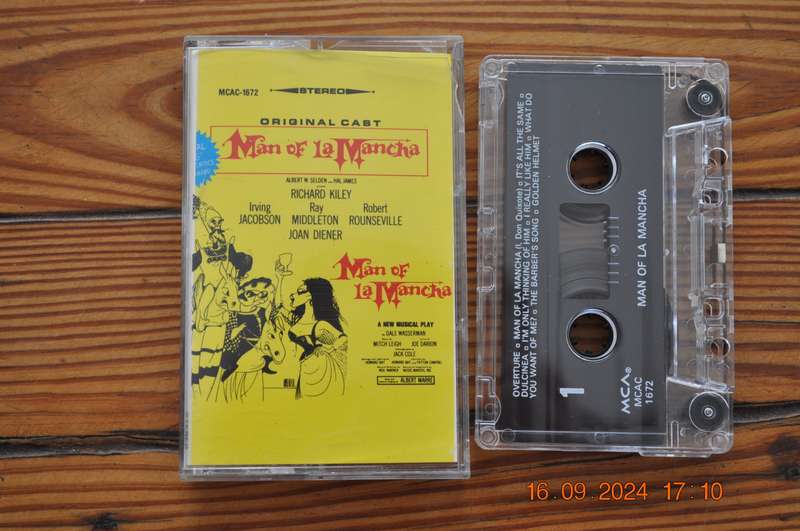 MCAC-1672
STEREO
ORIGINAL CAST
Man of La Mancha
ALBERT W. SELDEN and HAL JAMES
RICHARD KILEY
Irving Ray Robert
JACOBSON MIDDLETON ROUNSEVILLE
JOAN DIENER
Man of
La Mancha
A NEW MUSICAL PLAY
by DALE WASSERMAN
MITCH LEIGH JOE DARION
JACK COLE
ALBERT MARRE
OVERTURE MAN OF LA MANCHA (I, Don Quixote) IT'S ALL THE SAME
DULCINEA I'M ONLY THINKING OF HIM I REALLY LIKE HIM WHAT DO
YOU WANT OF ME? THE BARBER'S SONG GOLDEN HELMET
MAN OF LA MANCHA
1
MCA®
MCAC
1672
16.09.2024 17:10